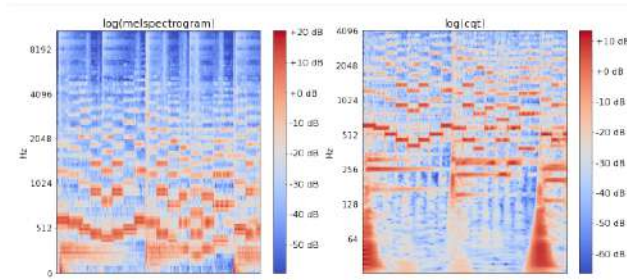 log(melspectrogram)
log(cqt)
Hz
8192
4096
2048
1024
512
0
+20 dB
+10 dB
+0 dB
-10 dB
-20 dB
-30 dB
-40 dB
-50 dB
Hz
4096
2048
1024
512
256
128
64
+10 dB
+0 dB
-10 dB
-20 dB
-30 dB
-40 dB
-50 dB
-60 dB